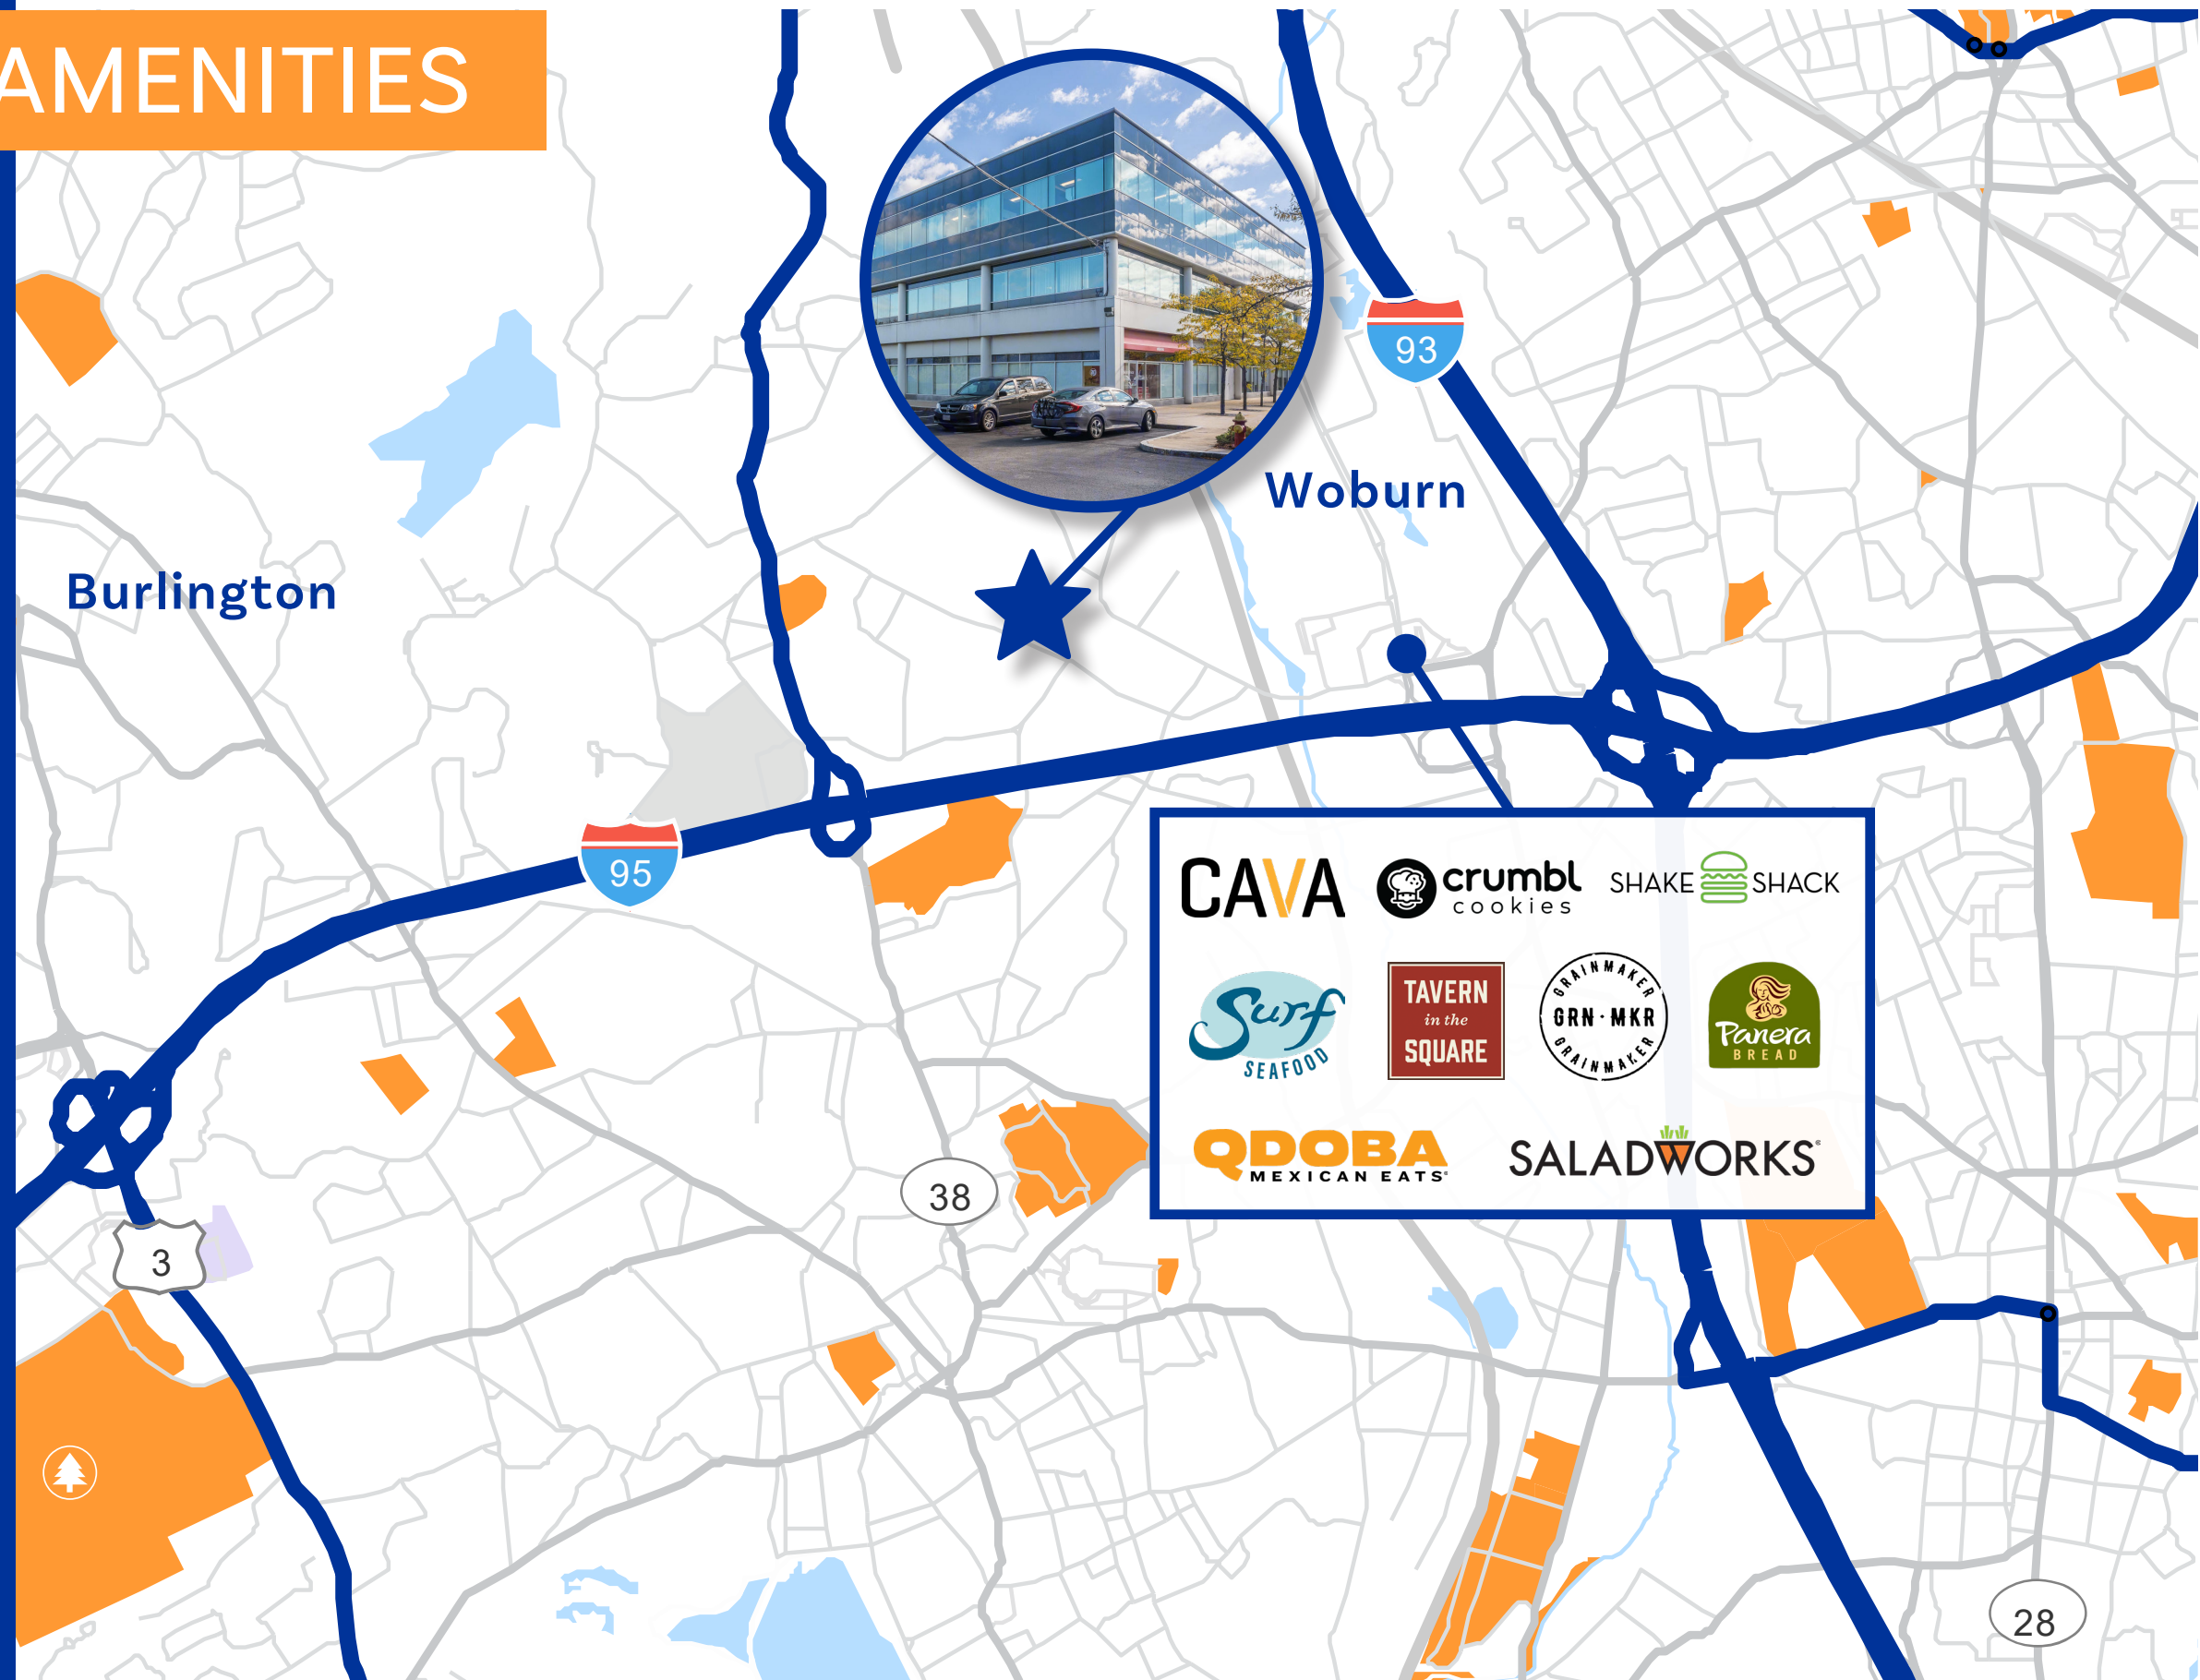 AMENITIES
93
Woburn
Burlington
95
CAVA
crumbl
cookies
SHAKE SHACK
Surf
SEAFOOD
TAVERN
in the
SQUARE
GRAINMAKER
GRN · MKR
GRAINMAKER
Panera
BREAD
QDOBA
MEXICAN EATS
SALADWORKS
38
3
28